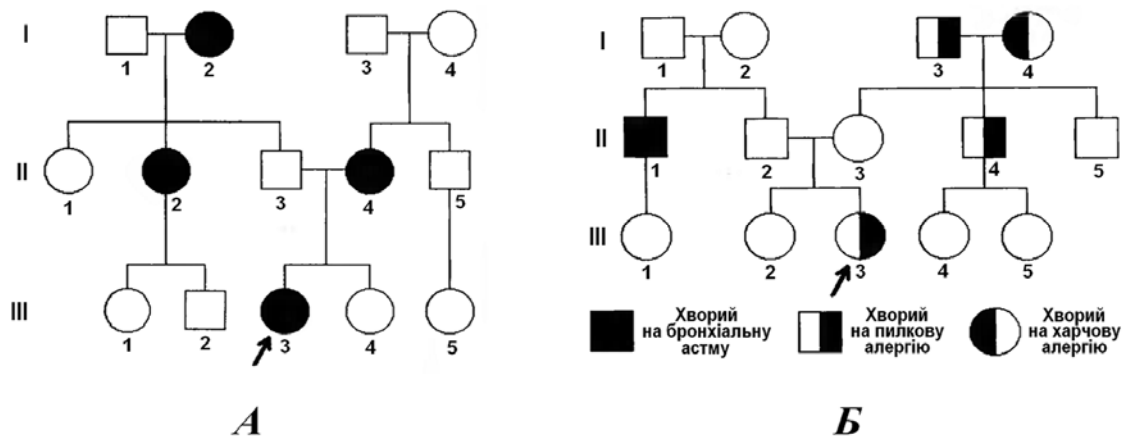 I
1 2 3 4
II
1 2 3 4 5
III
1 2 3 4 5
А
I
1 2 3 4
II
1 2 3 4 5
III
1 2 3 4 5
Хворий
на бронхіальну
астму
Хворий
на пилкову
алергію
Хворий
на харчову
алергію
Б